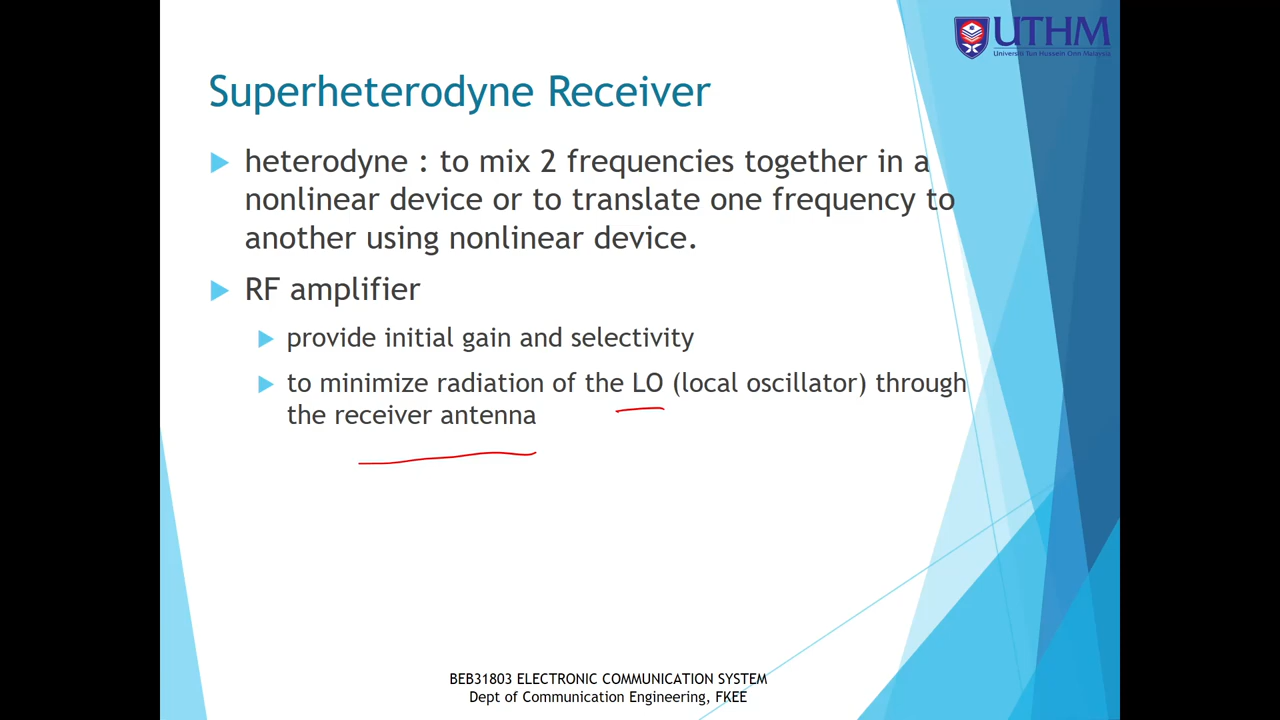 UTHM
Universiti Tun Hussein Onn Malaysia
Superheterodyne Receiver
heterodyne : to mix 2 frequencies together in a
nonlinear device or to translate one frequency to
another using nonlinear device.
RF amplifier
provide initial gain and selectivity
to minimize radiation of the LO (local oscillator) through
the receiver antenna
BEB31803 ELECTRONIC COMMUNICATION SYSTEM
Dept of Communication Engineering, FKEE